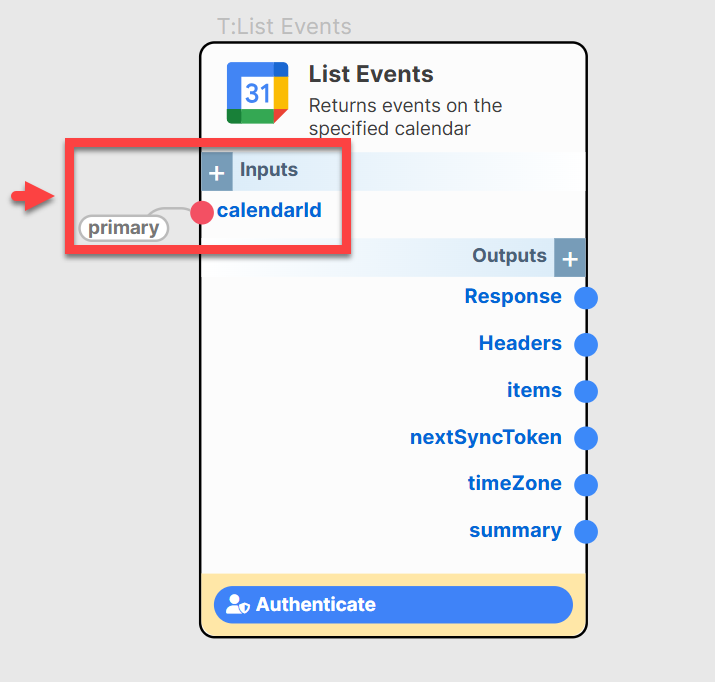 T:List Events
List Events
31
Returns events on the
specified calendar
+ Inputs
calendarId
primary
Outputs +
Response
Headers
items
nextSyncToken
timeZone
summary
Authenticate